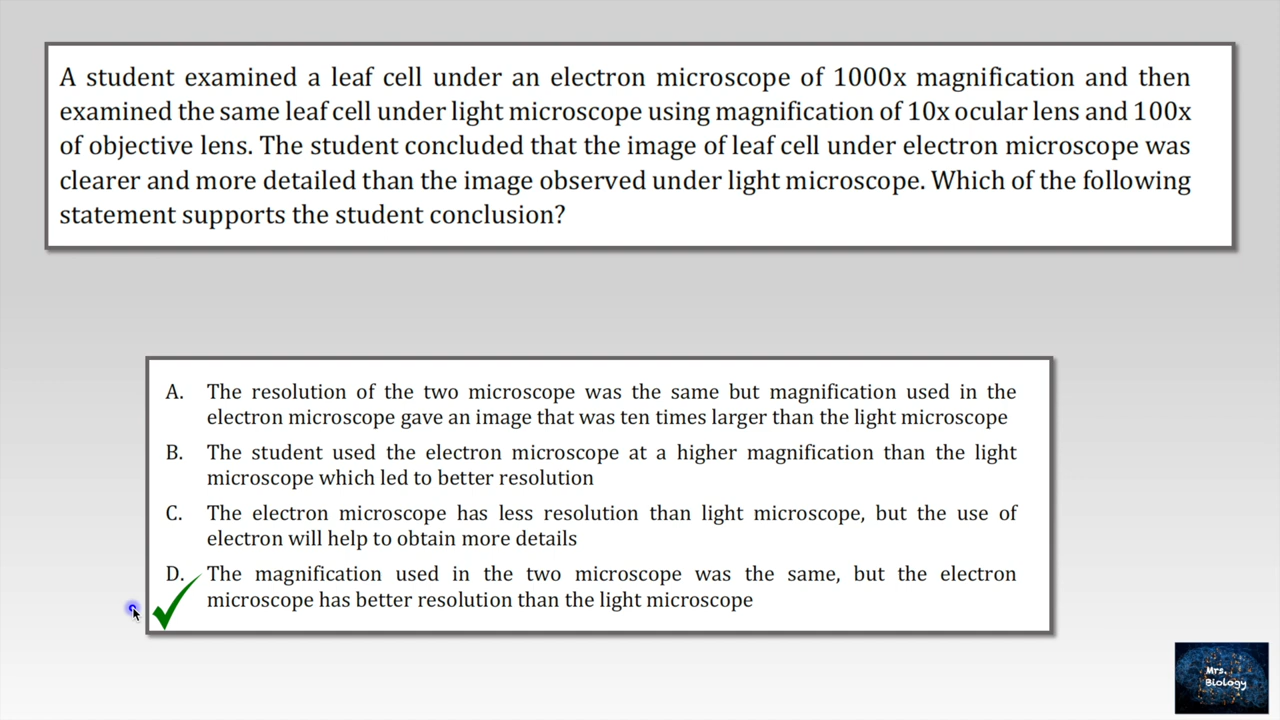 A student examined a leaf cell under an electron microscope of 1000x magnification and then
examined the same leaf cell under light microscope using magnification of 10x ocular lens and 100x
of objective lens. The student concluded that the image of leaf cell under electron microscope was
clearer and more detailed than the image observed under light microscope. Which of the following
statement supports the student conclusion?
A. The resolution of the two microscope was the same but magnification used in the
electron microscope gave an image that was ten times larger than the light microscope
B. The student used the electron microscope at a higher magnification than the light
microscope which led to better resolution
C. The electron microscope has less resolution than light microscope, but the use of
electron will help to obtain more details
D. The magnification used in the two microscope was the same, but the electron
microscope has better resolution than the light microscope
Mrs.
Biology